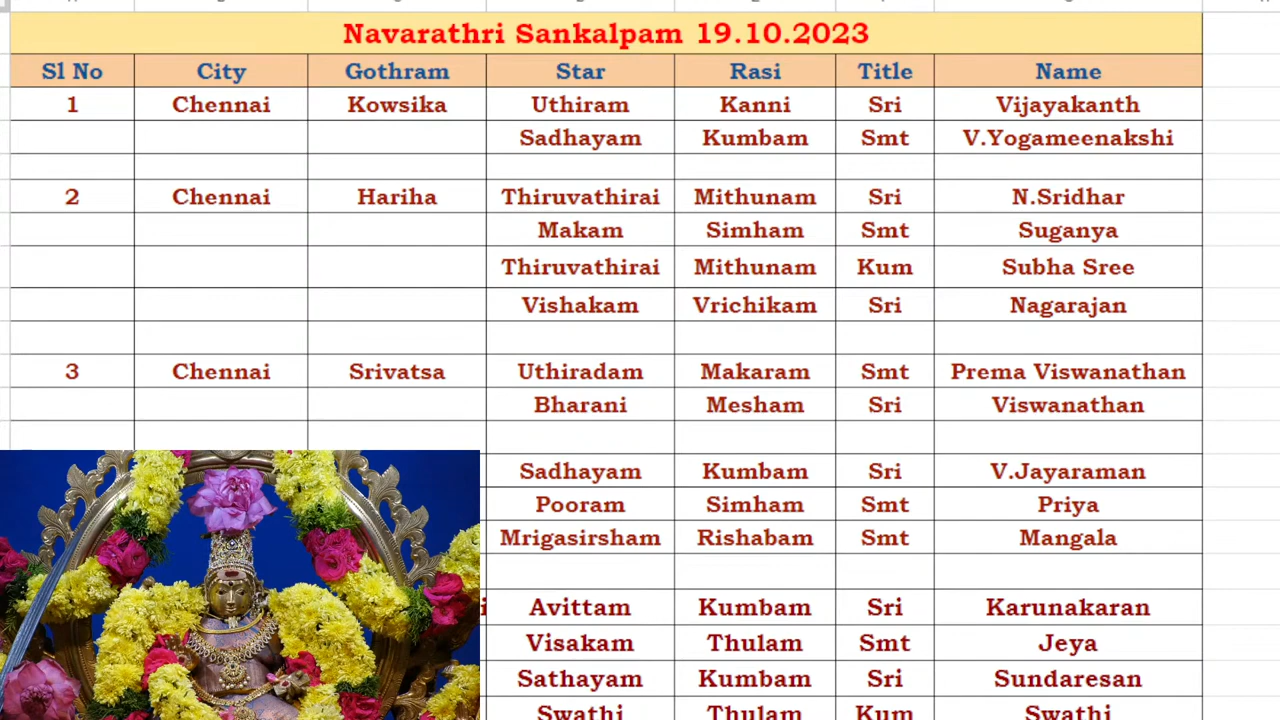 Navarathri Sankalpam 19.10.2023
Sl No City Gothram Star Rasi Title Name
1 Chennai Kowsika Uthiram Kanni Sri Vijayakanth
Sadhayam Kumbam Smt V.Yogameenakshi
2 Chennai Hariha Thiruvathirai Mithunam Sri N.Sridhar
Makam Simham Smt Suganya
Thiruvathirai Mithunam Kum Subha Sree
Vishakam Vrichikam Sri Nagarajan
3 Chennai Srivatsa Uthiradam Makaram Smt Prema Viswanathan
Bharani Mesham Sri Viswanathan
Sadhayam Kumbam Sri V.Jayaraman
Pooram Simham Smt Priya
Mrigasirsham Rishabam Smt Mangala
Avittam Kumbam Sri Karunakaran
Visakam Thulam Smt Jeya
Sathayam Kumbam Sri Sundaresan
Swathi Thulam Kum Swathi